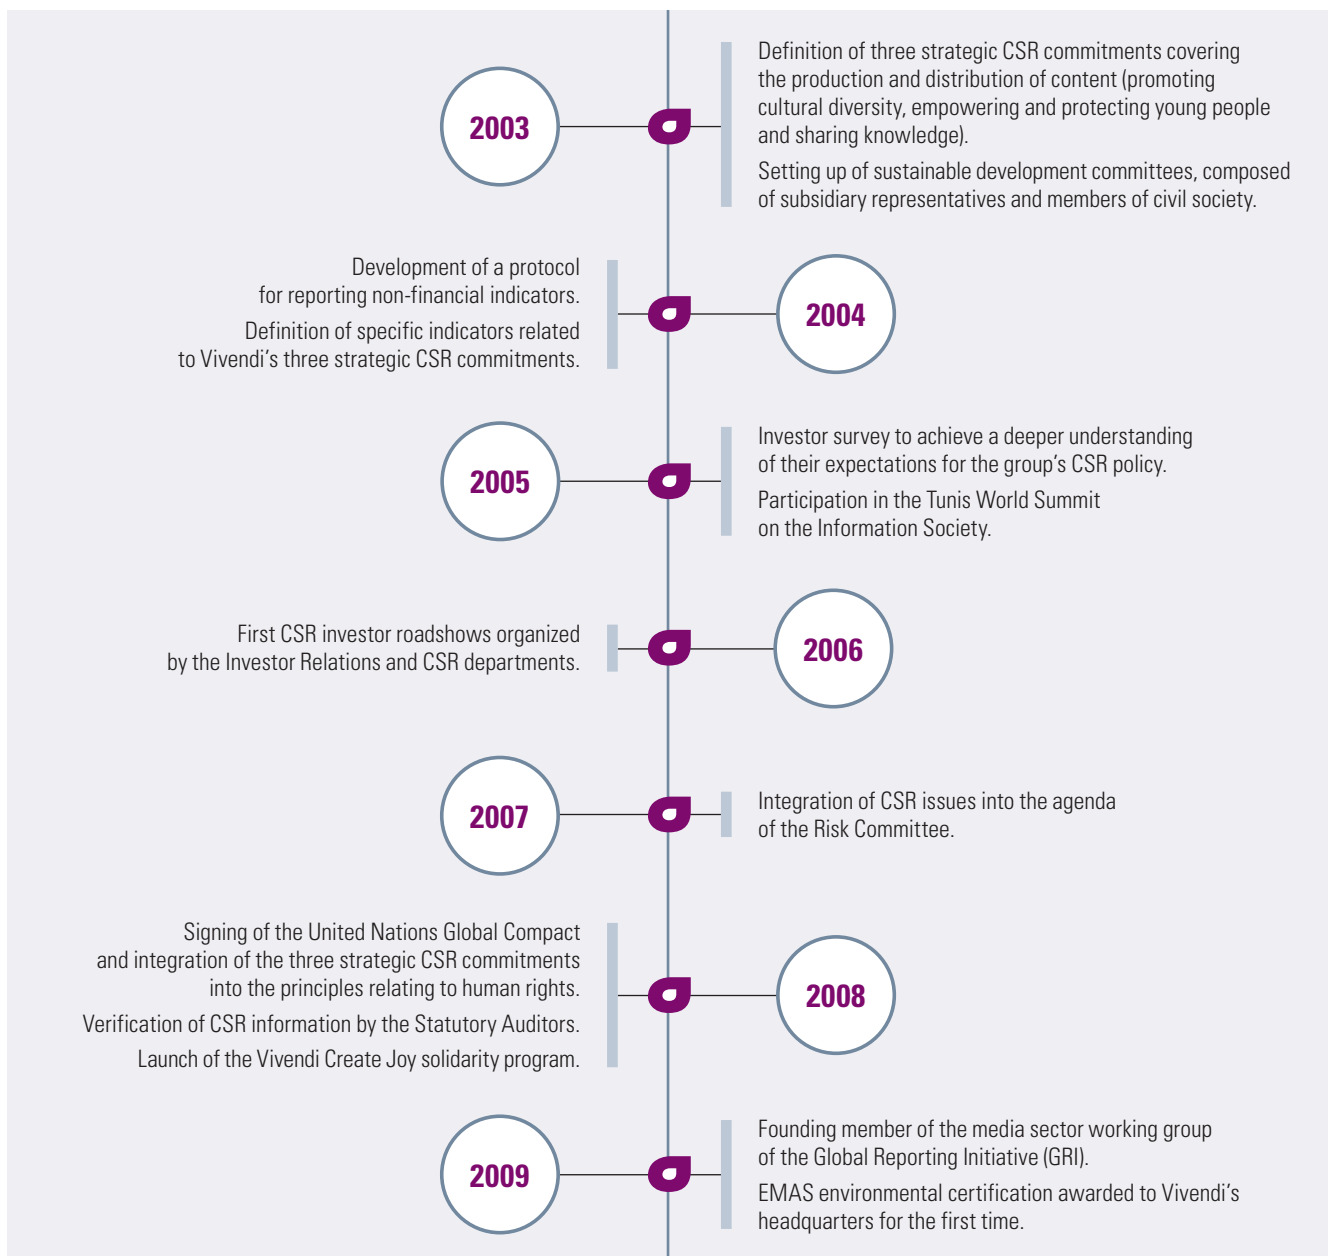 2003
Definition of three strategic CSR commitments covering
the production and distribution of content (promoting
cultural diversity, empowering and protecting young people
and sharing knowledge).
Setting up of sustainable development committees, composed
of subsidiary representatives and members of civil society.
Development of a protocol
for reporting non-financial indicators.
Definition of specific indicators related
to Vivendi’s three strategic CSR commitments.
2004
2005
Investor survey to achieve a deeper understanding
of their expectations for the group’s CSR policy.
Participation in the Tunis World Summit
on the Information Society.
First CSR investor roadshows organized
by the Investor Relations and CSR departments.
2006
2007
Integration of CSR issues into the agenda
of the Risk Committee.
Signing of the United Nations Global Compact
and integration of the three strategic CSR commitments
into the principles relating to human rights.
Verification of CSR information by the Statutory Auditors.
Launch of the Vivendi Create Joy solidarity program.
2008
2009
Founding member of the media sector working group
of the Global Reporting Initiative (GRI).
EMAS environmental certification awarded to Vivendi’s
headquarters for the first time.